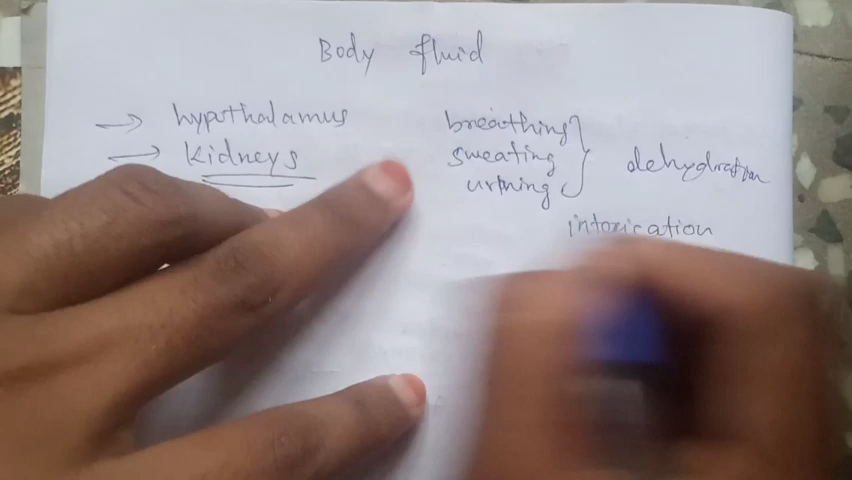 Body fluid
→ hypothalamus
→ kidneys
breathing
sweating
urining
dehydration
intoxication